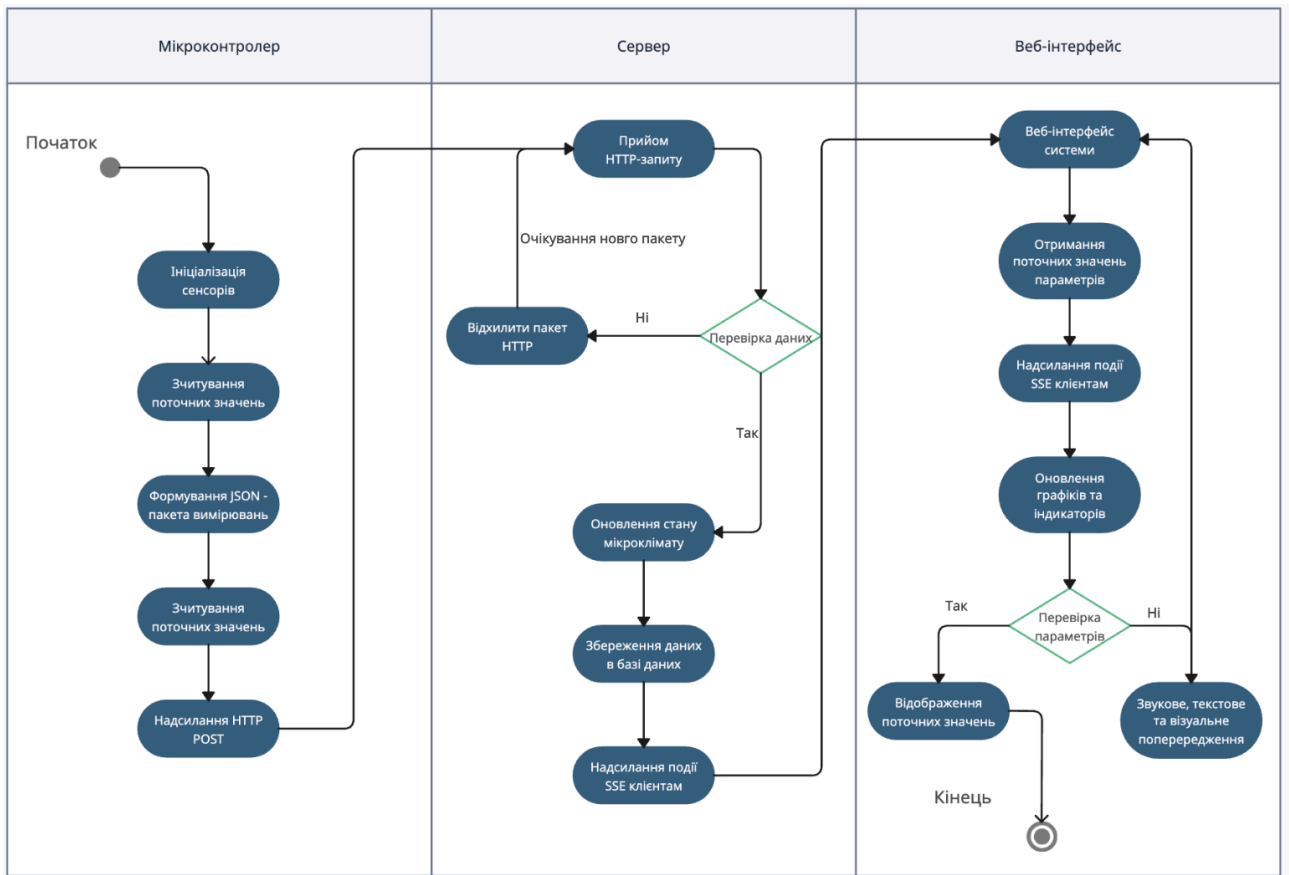 Мікроконтролер
Сервер
Веб-інтерфейс
Початок
Ініціалізація
сенсорів
Зчитування
поточних значень
Формування JSON -
пакета вимірювань
Зчитування
поточних значень
Надсилання HTTP
POST
Прийом
HTTP-запиту
Очікування новго пакету
Відхилити пакет
HTTP
Ні
Перевірка даних
Так
Оновлення стану
мікроклімату
Збереження даних
в базі даних
Надсилання події
SSE клієнтам
Веб-інтерфейс
системи
Отримання
поточних значень
параметрів
Надсилання події
SSE клієнтам
Оновлення
графіків та
індикаторів
Перевірка
параметрів
Так
Ні
Відображення
поточних значень
Звукове, текстове
та візуальне
поперередження
Кінець